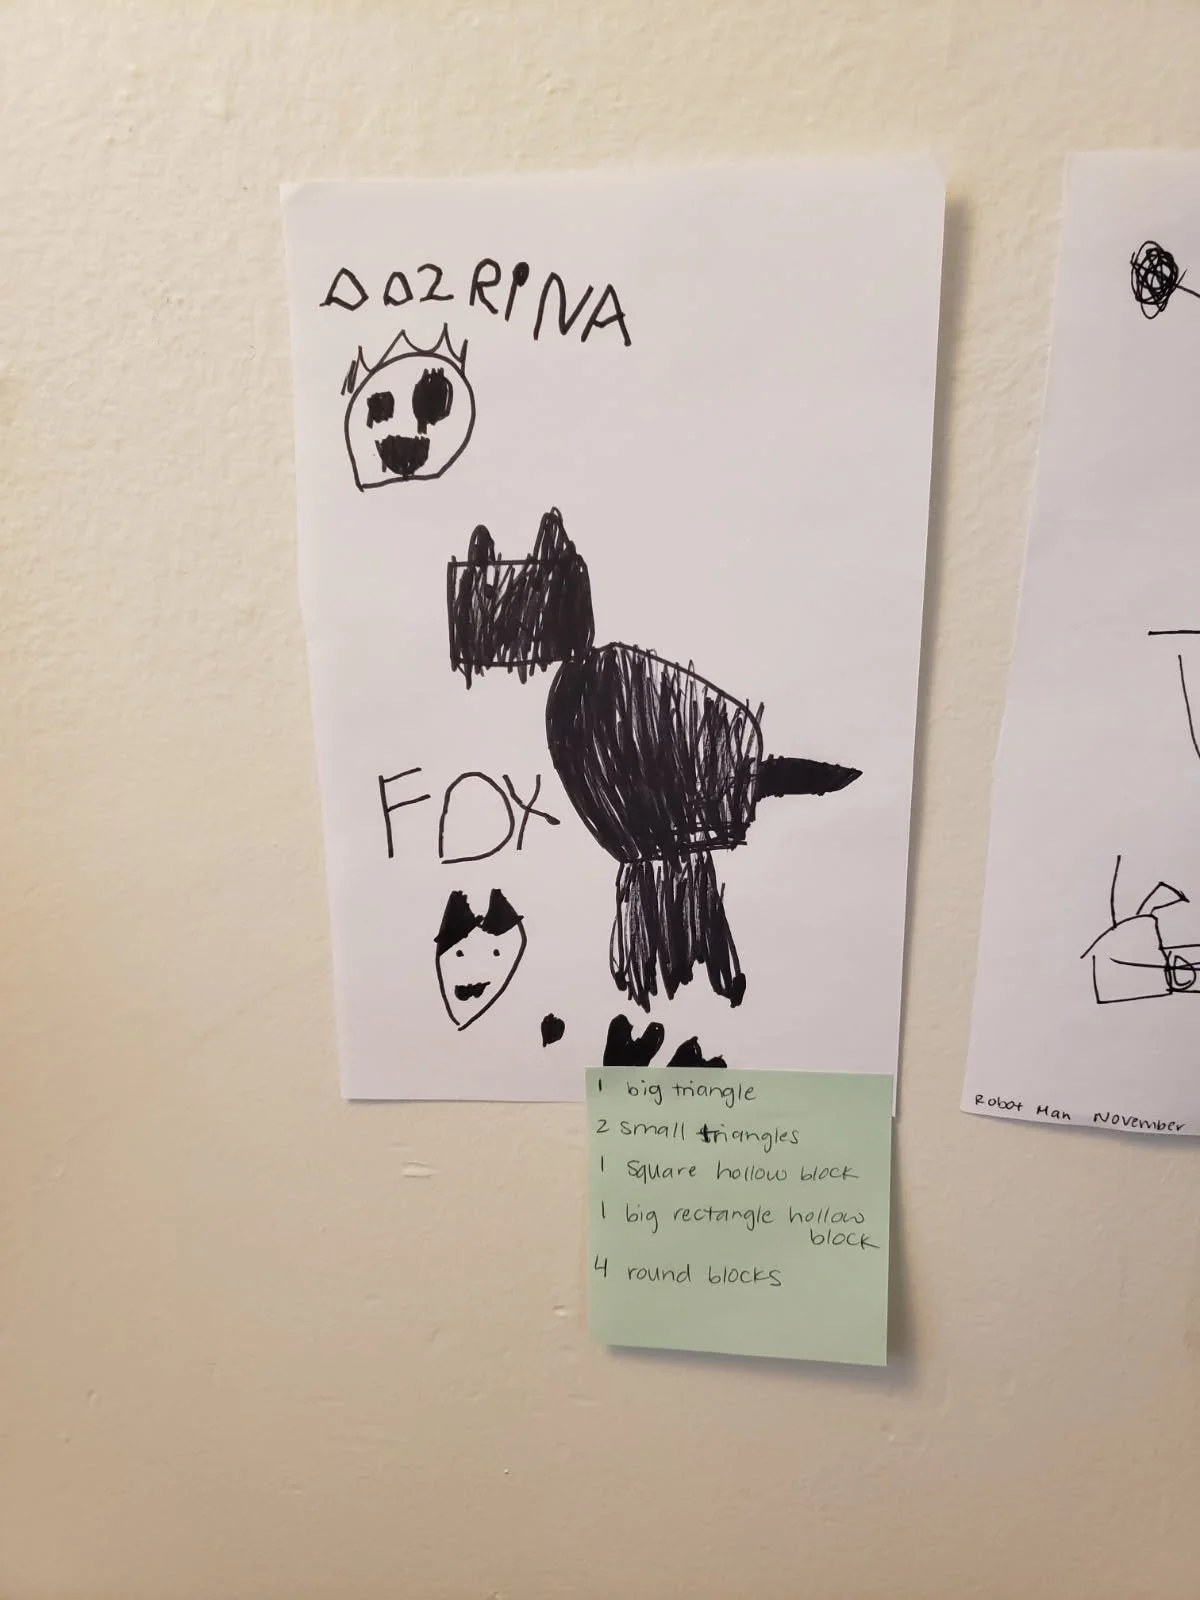 DOZRINA
FOX
1 big triangle
2 small triangles
1 square hollow block
1 big rectangle hollow
block
4 round blocks
Robot Man November